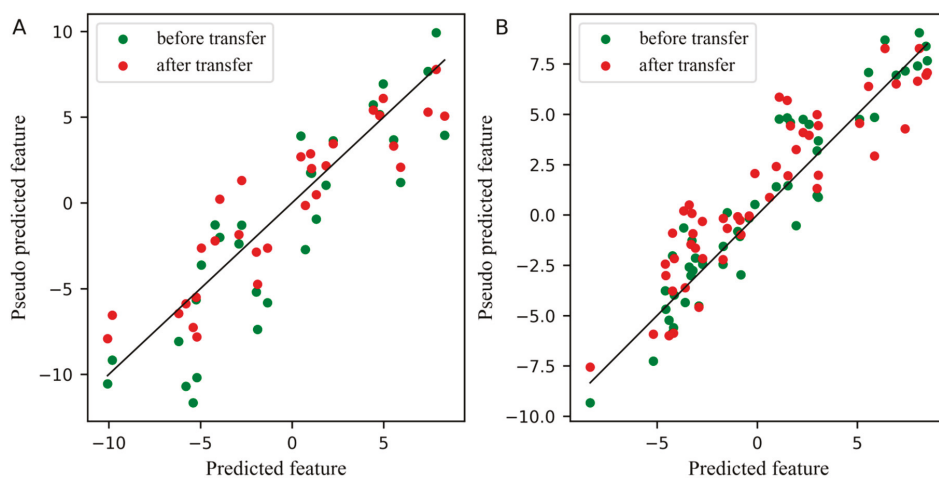 A
before transfer
after transfer
10
5
0
−5
−10
Pseudo predicted feature
−10 −5 0 5
Predicted feature
B
before transfer
after transfer
7.5
5.0
2.5
0.0
−2.5
−5.0
−7.5
−10.0
Pseudo predicted feature
−5 0 5
Predicted feature